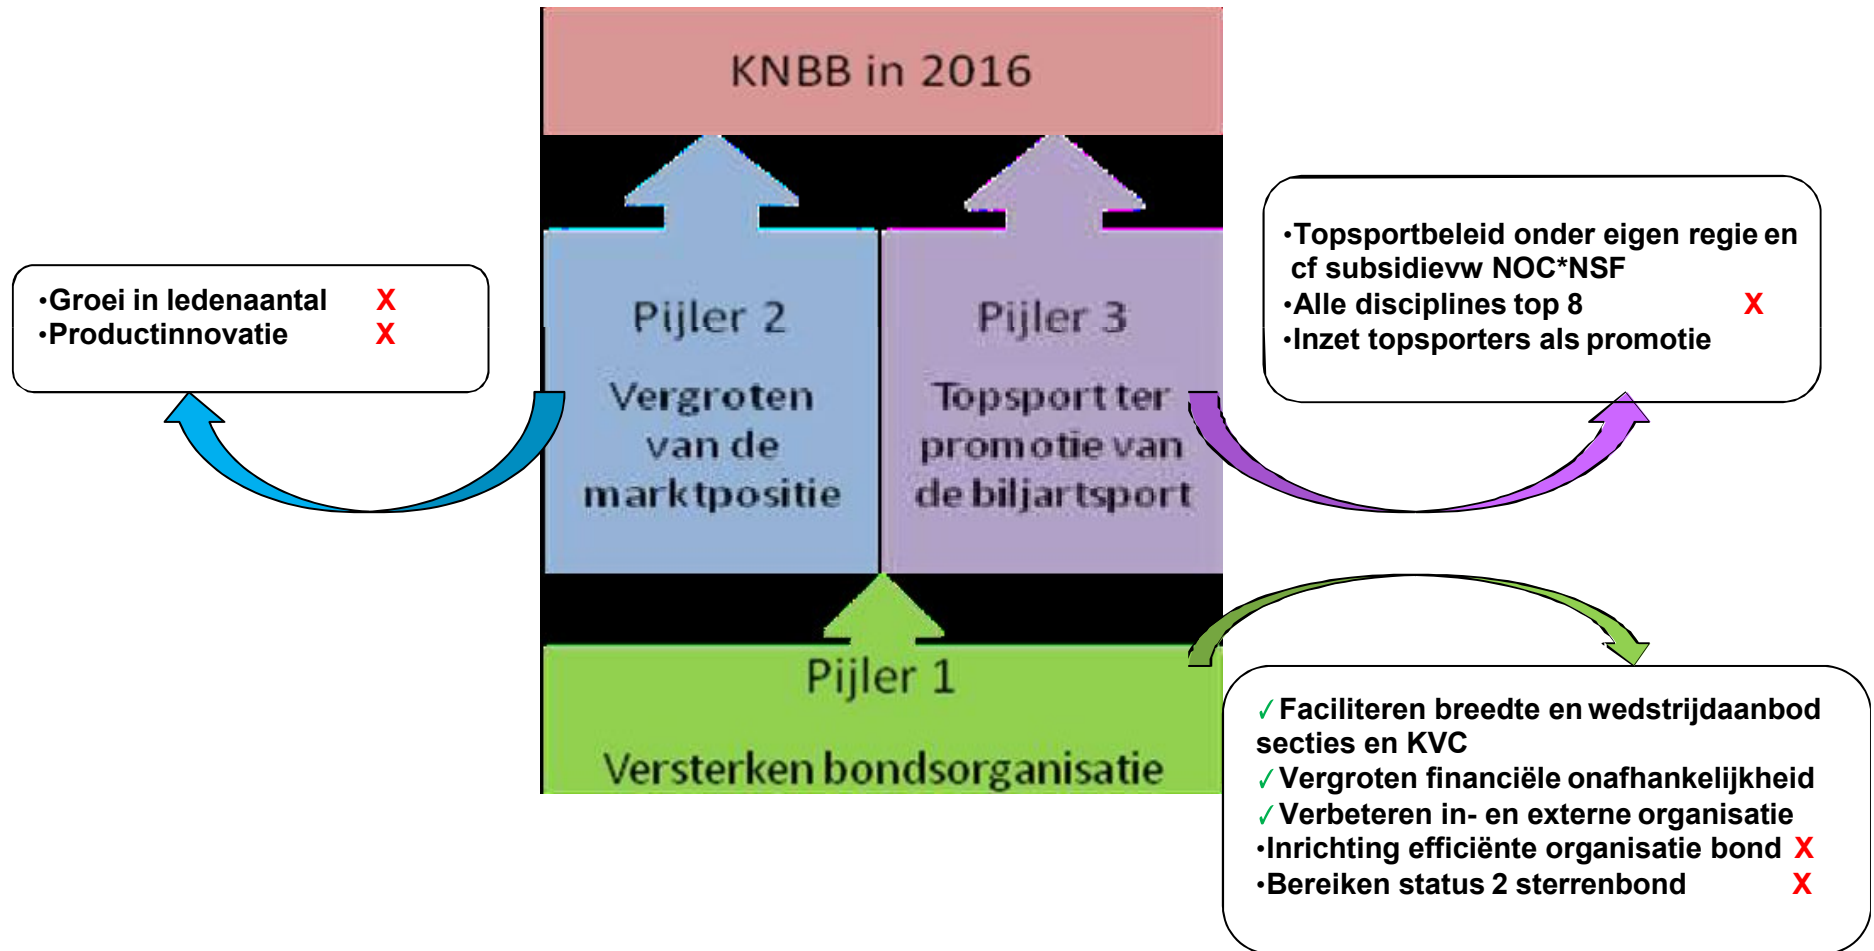 KNBB in 2016
•Groei in ledenaantal X
•Productinnovatie X
Pijler 2
Vergroten
van de
marktpositie
Pijler 3
Topsport ter
promotie van
de biljartsport
•Topsportbeleid onder eigen regie en
cf subsidievw NOC*NSF
•Alle disciplines top 8 X
•Inzet topsporters als promotie
Pijler 1
Versterken bondsorganisatie
✓Faciliteren breedte en wedstrijdaanbod
secties en KVC
✓Vergroten financiële onafhankelijkheid
✓Verbeteren in- en externe organisatie
•Inrichting efficiënte organisatie bond X
•Bereiken status 2 sterrenbond X